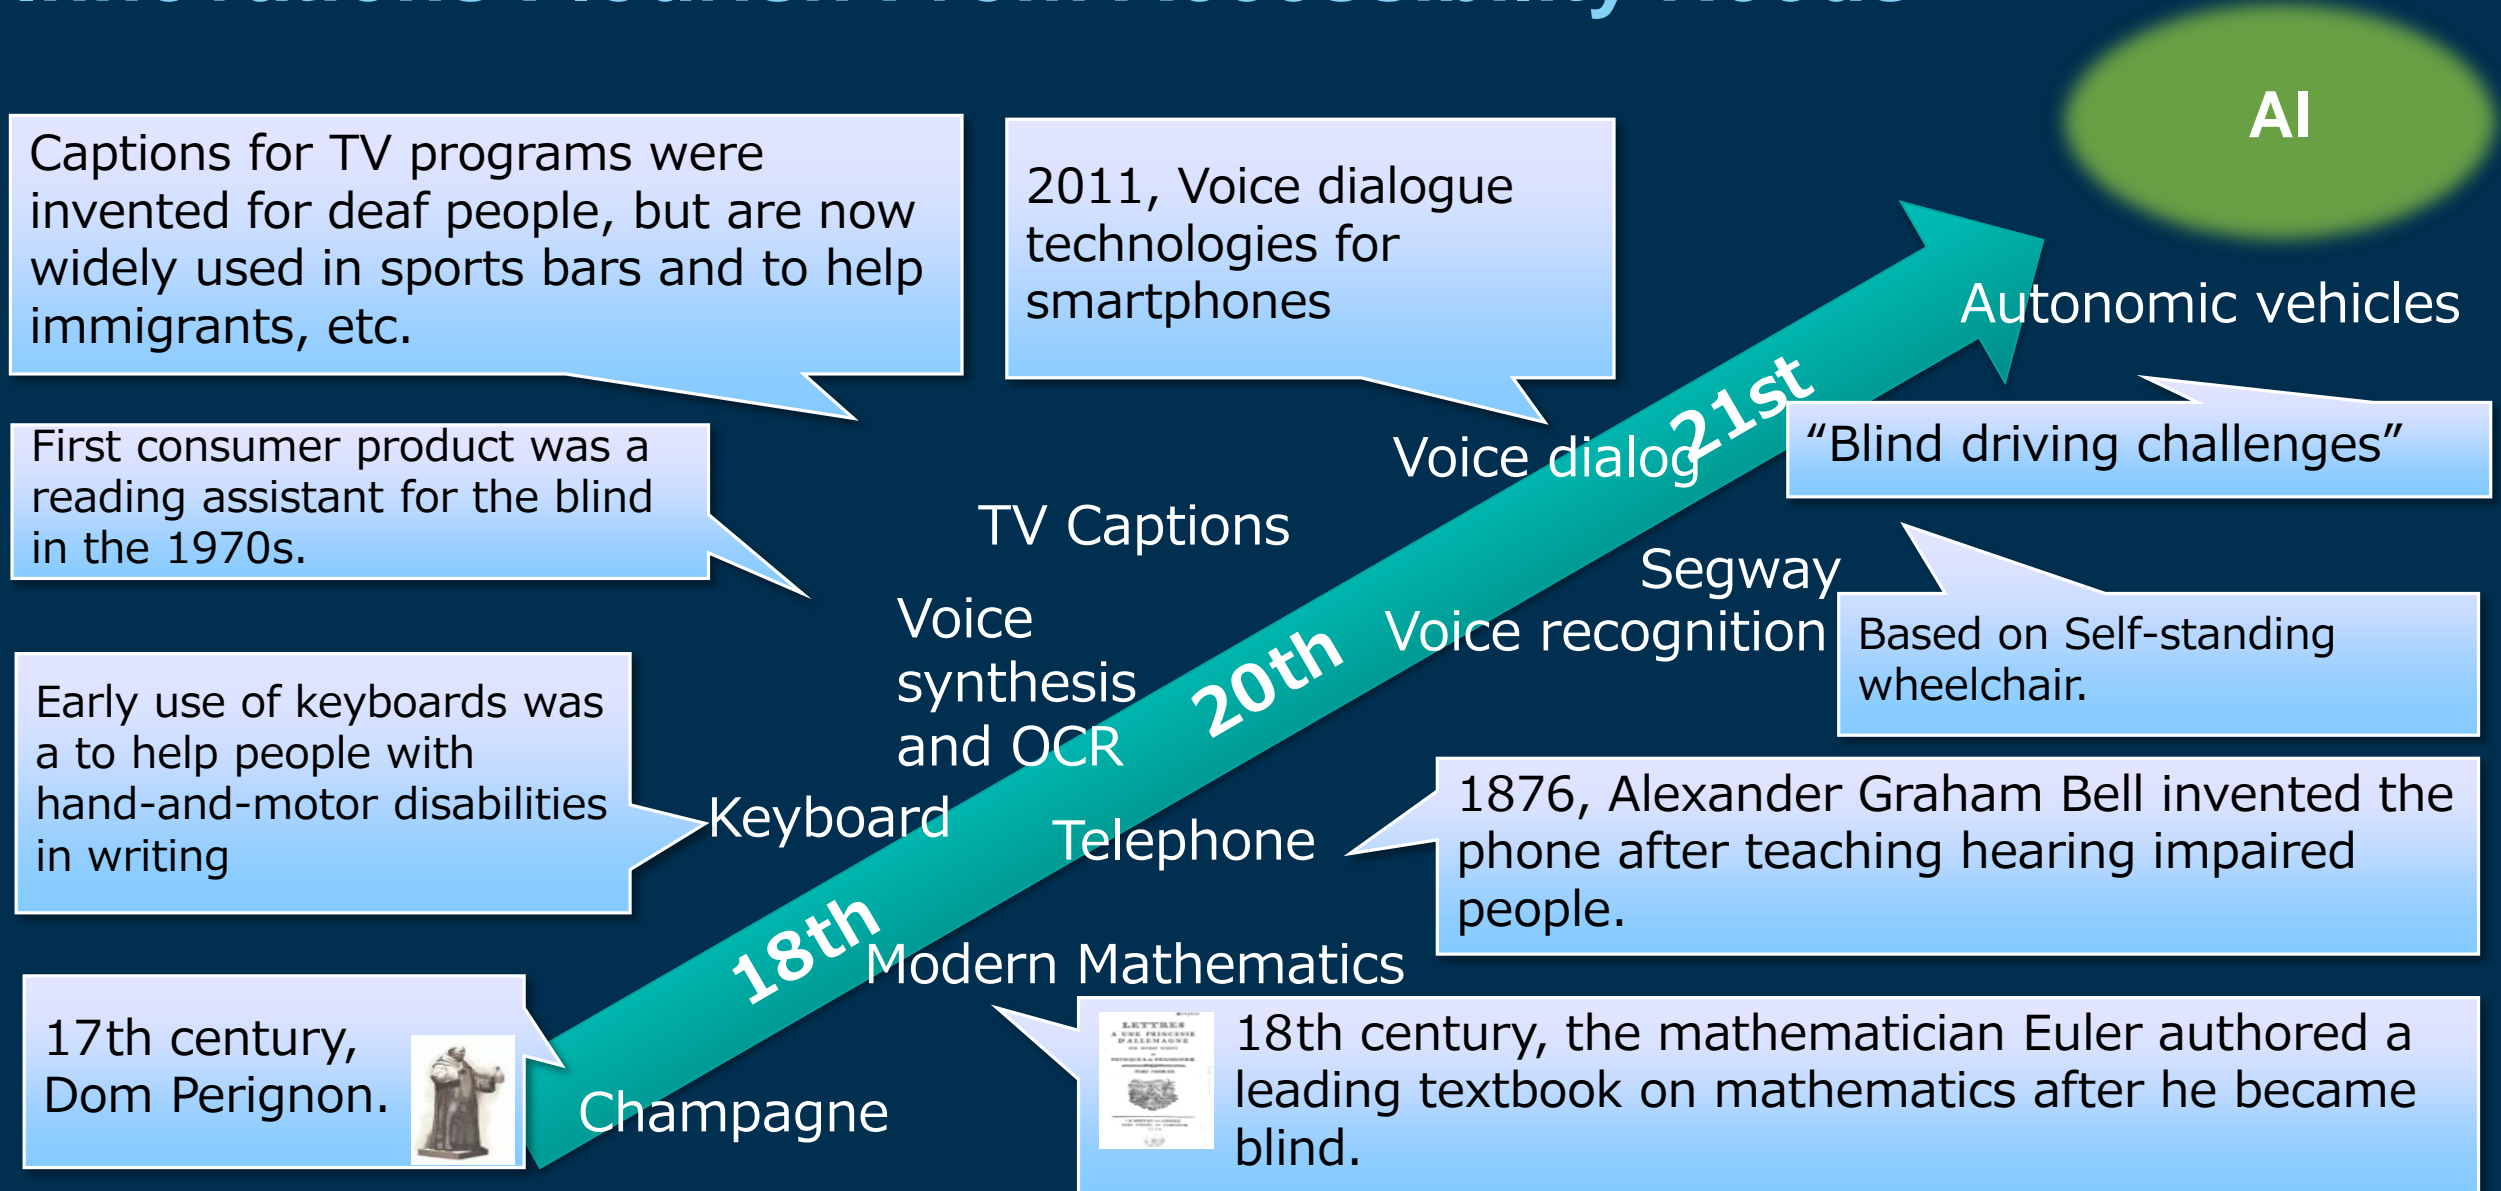 AI
Captions for TV programs were
invented for deaf people, but are now
widely used in sports bars and to help
immigrants, etc.
2011, Voice dialogue
technologies for
smartphones
Autonomic vehicles
21st
“Blind driving challenges”
First consumer product was a
reading assistant for the blind
in the 1970s.
Voice dialog
TV Captions
Segway
Voice recognition
Based on Self-standing
wheelchair.
Voice
synthesis
and OCR
20th
Early use of keyboards was
a to help people with
hand-and-motor disabilities
in writing
Keyboard
Telephone
1876, Alexander Graham Bell invented the
phone after teaching hearing impaired
people.
18th
Modern Mathematics
17th century,
Dom Perignon.
Champagne
LETTRES
A UNE PRINCESSE
D'ALLEMAGNE
18th century, the mathematician Euler authored a
leading textbook on mathematics after he became
blind.